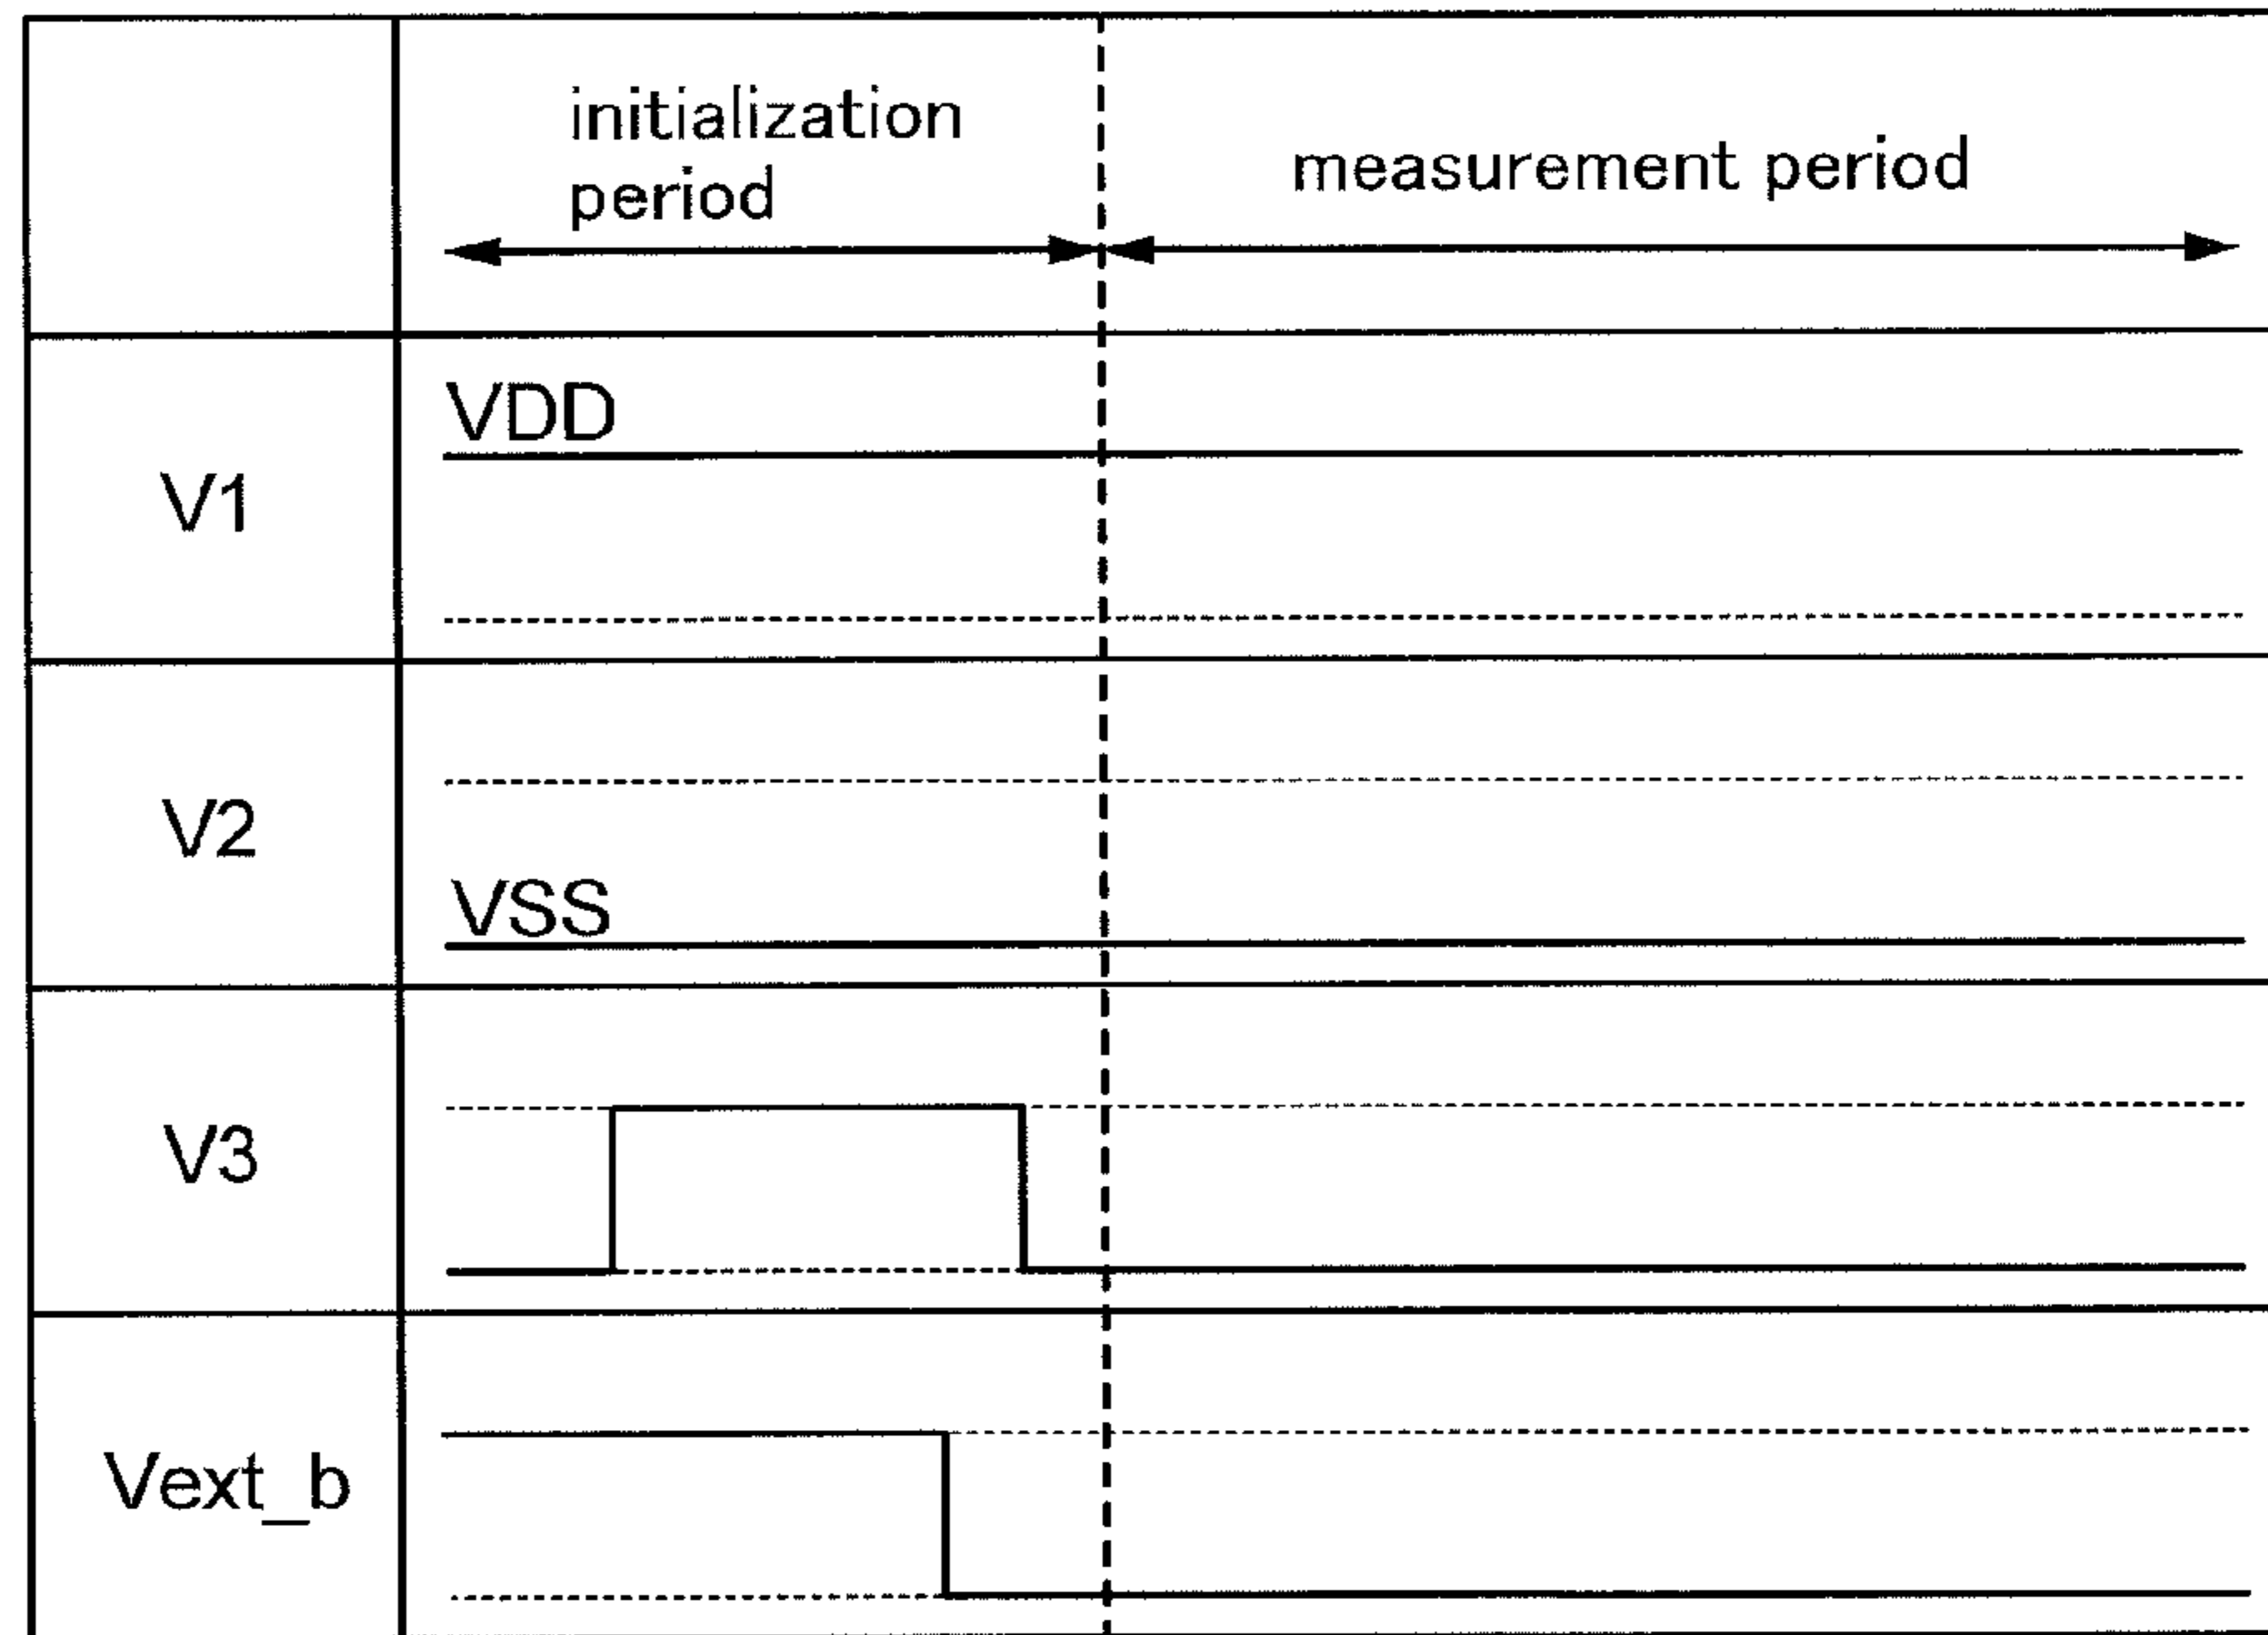 initialization
period
measurement period
VDD
V1
V2
VSS
V3
Vext_b